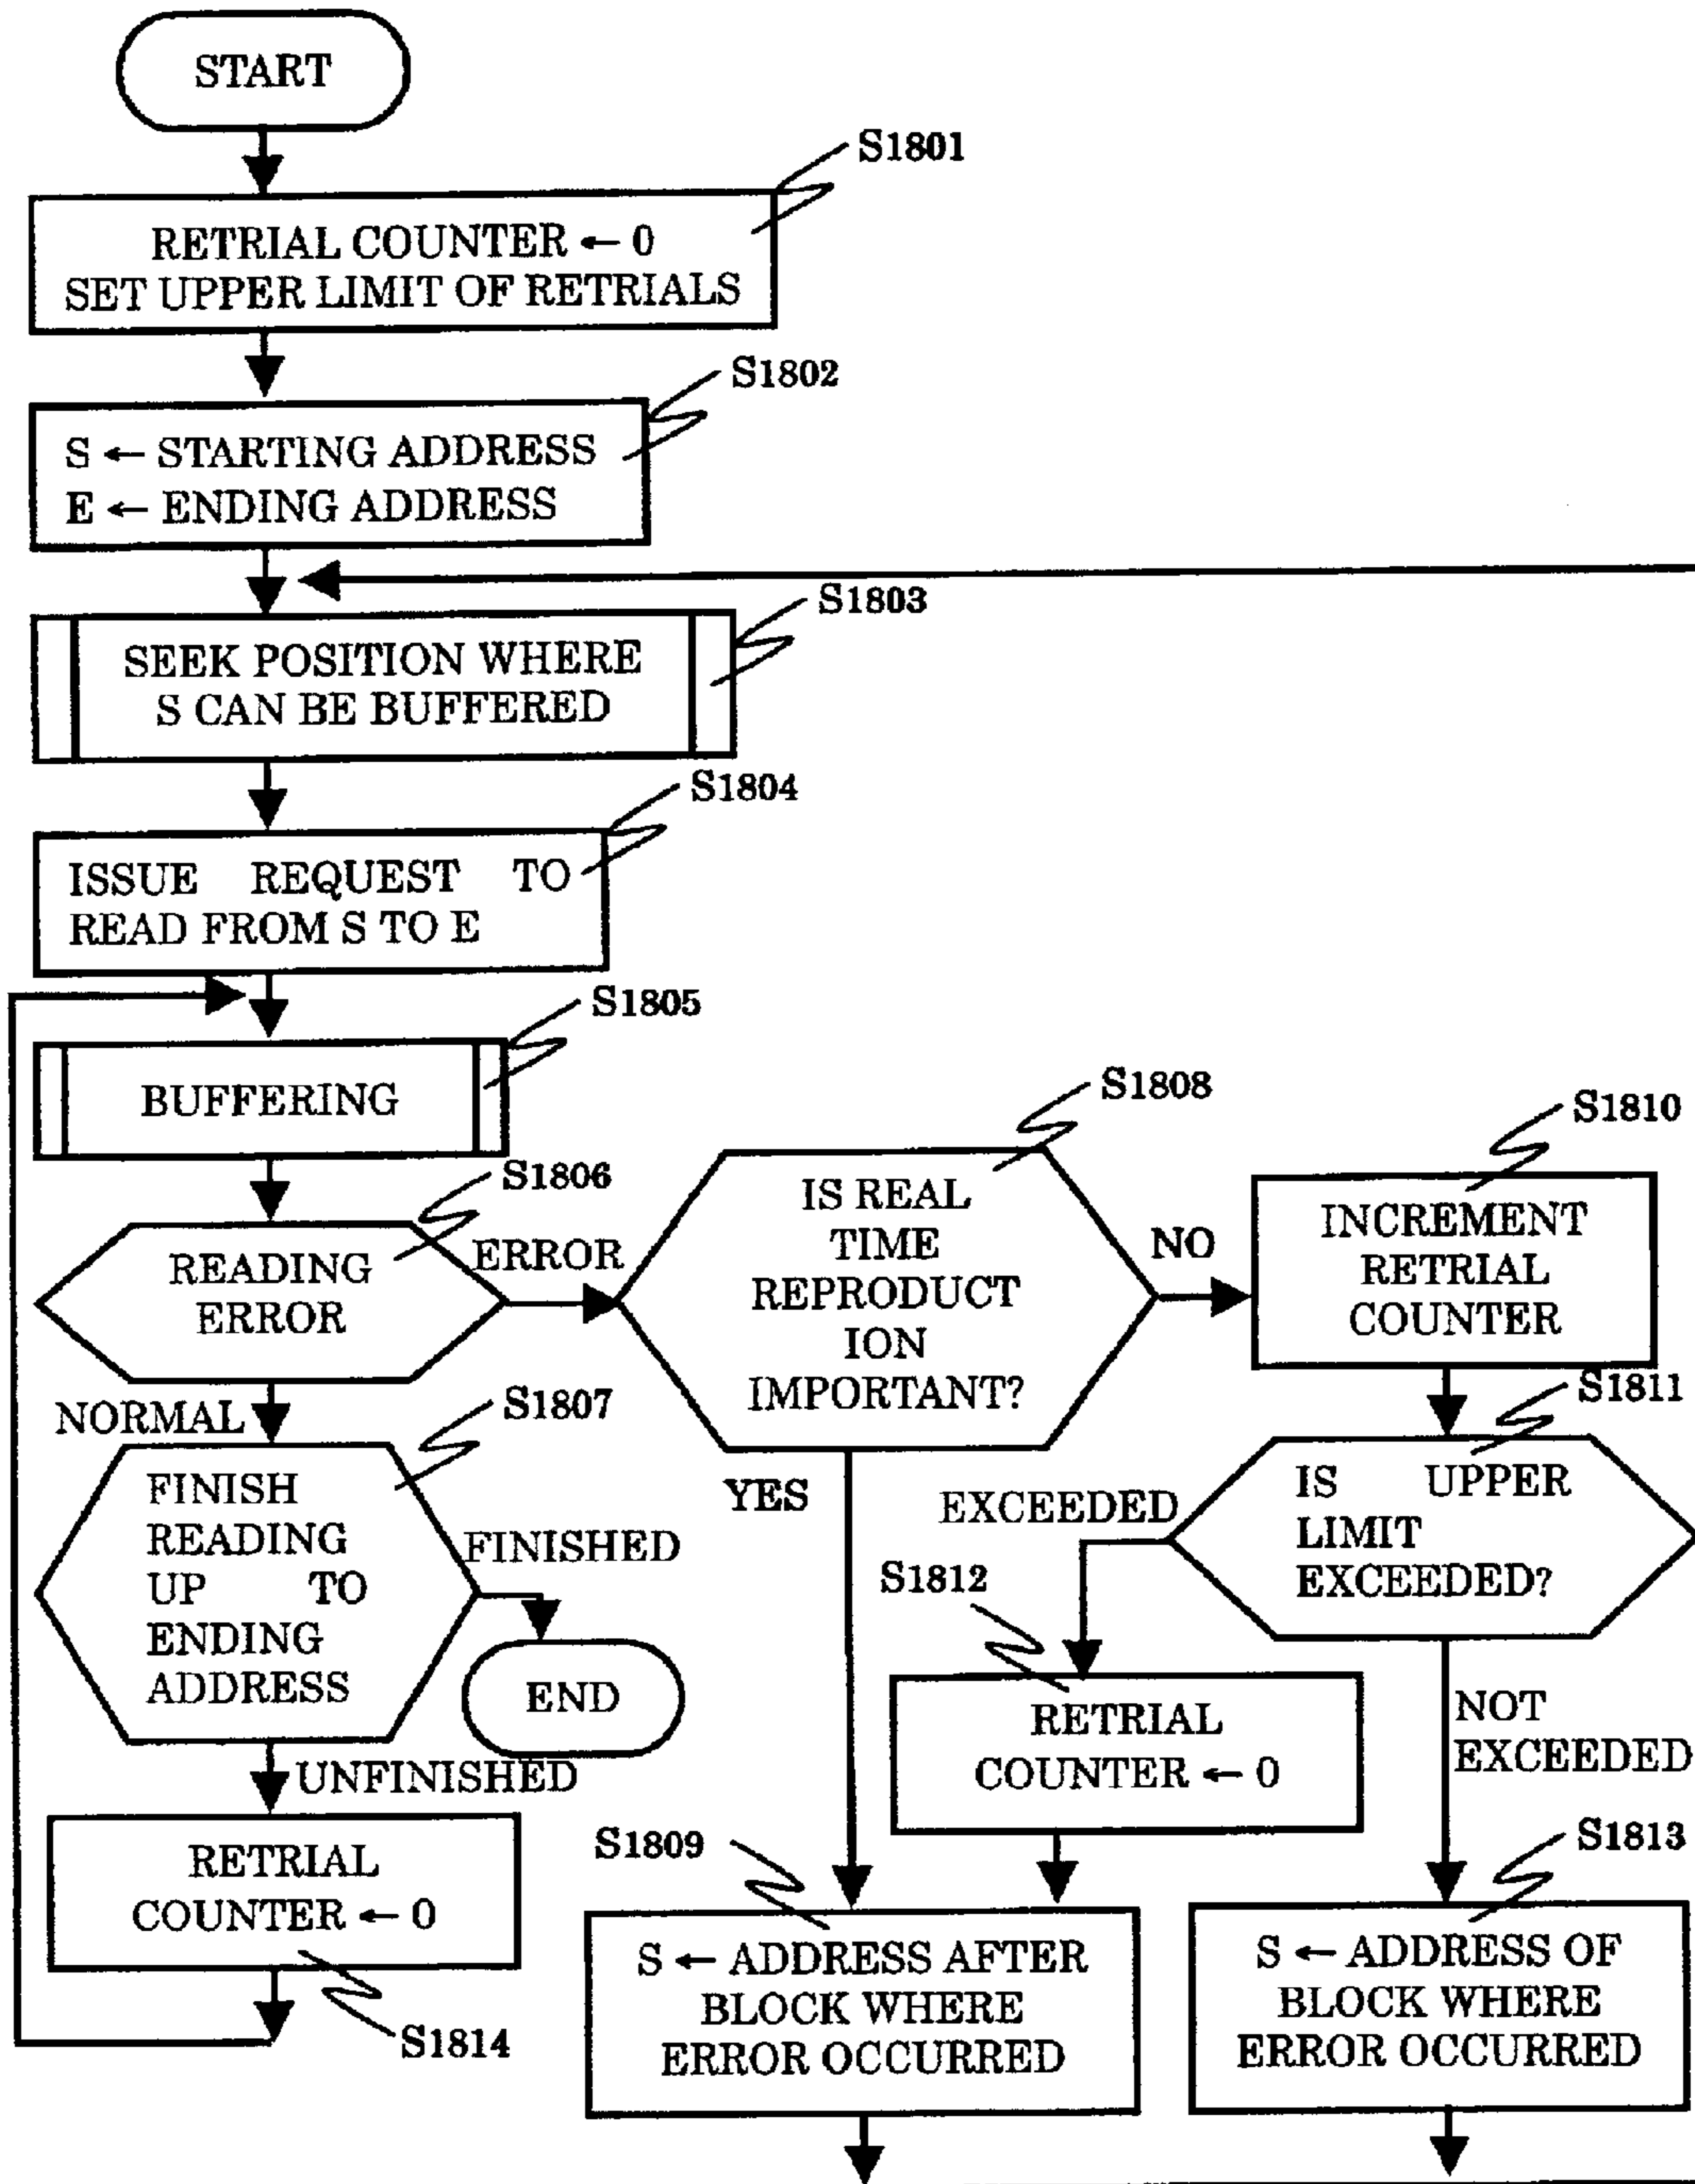 START
S1801
RETRIAL COUNTER ← 0
SET UPPER LIMIT OF RETRIALS
S1802
S ← STARTING ADDRESS
E ← ENDING ADDRESS
S1803
SEEK POSITION WHERE
S CAN BE BUFFERED
S1804
ISSUE REQUEST TO
READ FROM S TO E
S1805
BUFFERING
S1806
READING
ERROR
ERROR
NORMAL
S1807
FINISH
READING
UP TO
ENDING
ADDRESS
FINISHED
END
UNFINISHED
RETRIAL
COUNTER ← 0
S1814
S1808
IS REAL
TIME
REPRODUCT
ION
IMPORTANT?
NO
YES
S1810
INCREMENT
RETRIAL
COUNTER
S1811
IS UPPER
LIMIT
EXCEEDED?
EXCEEDED
S1812
RETRIAL
COUNTER ← 0
NOT
EXCEEDED
S1809
S ← ADDRESS AFTER
BLOCK WHERE
ERROR OCCURRED
S1813
S ← ADDRESS OF
BLOCK WHERE
ERROR OCCURRED